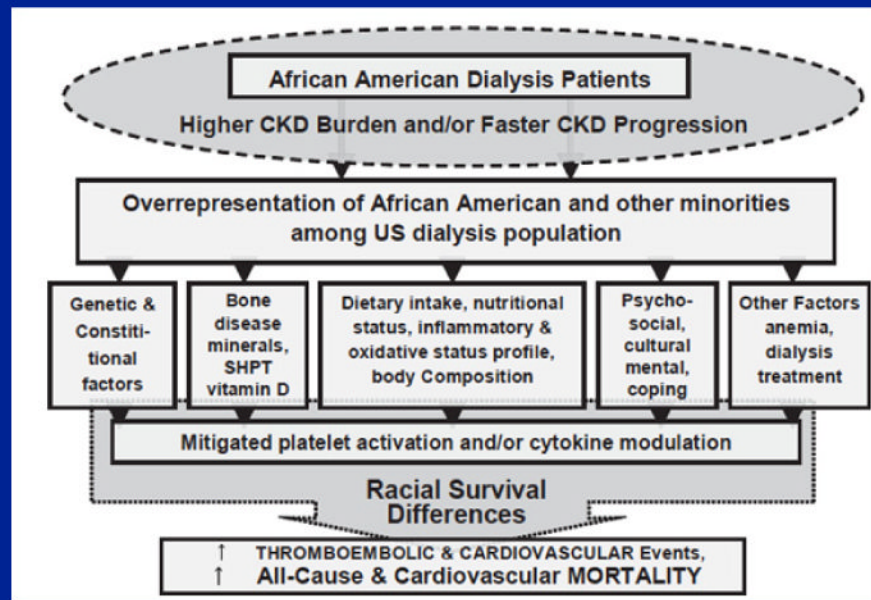 African American Dialysis Patients
Higher CKD Burden and/or Faster CKD Progression
Overrepresentation of African American and other minorities
among US dialysis population
Genetic &
Constiti-
tional
factors
Bone
disease
minerals,
SHPT
vitamin D
Dietary intake, nutritional
status, inflammatory &
oxidative status profile,
body Composition
Psycho-
social,
cultural
mental,
coping
Other Factors
anemia,
dialysis
treatment
Mitigated platelet activation and/or cytokine modulation
Racial Survival
Differences
↑ THROMBOEMBOLIC & CARDIOVASCULAR Events,
↑ All-Cause & Cardiovascular MORTALITY